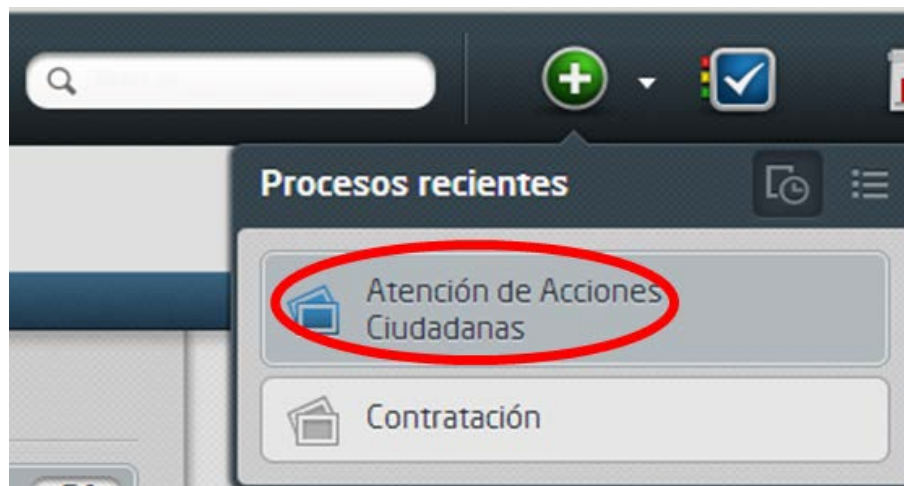 Procesos recientes
Atención de Acciones
Ciudadanas
Contratación